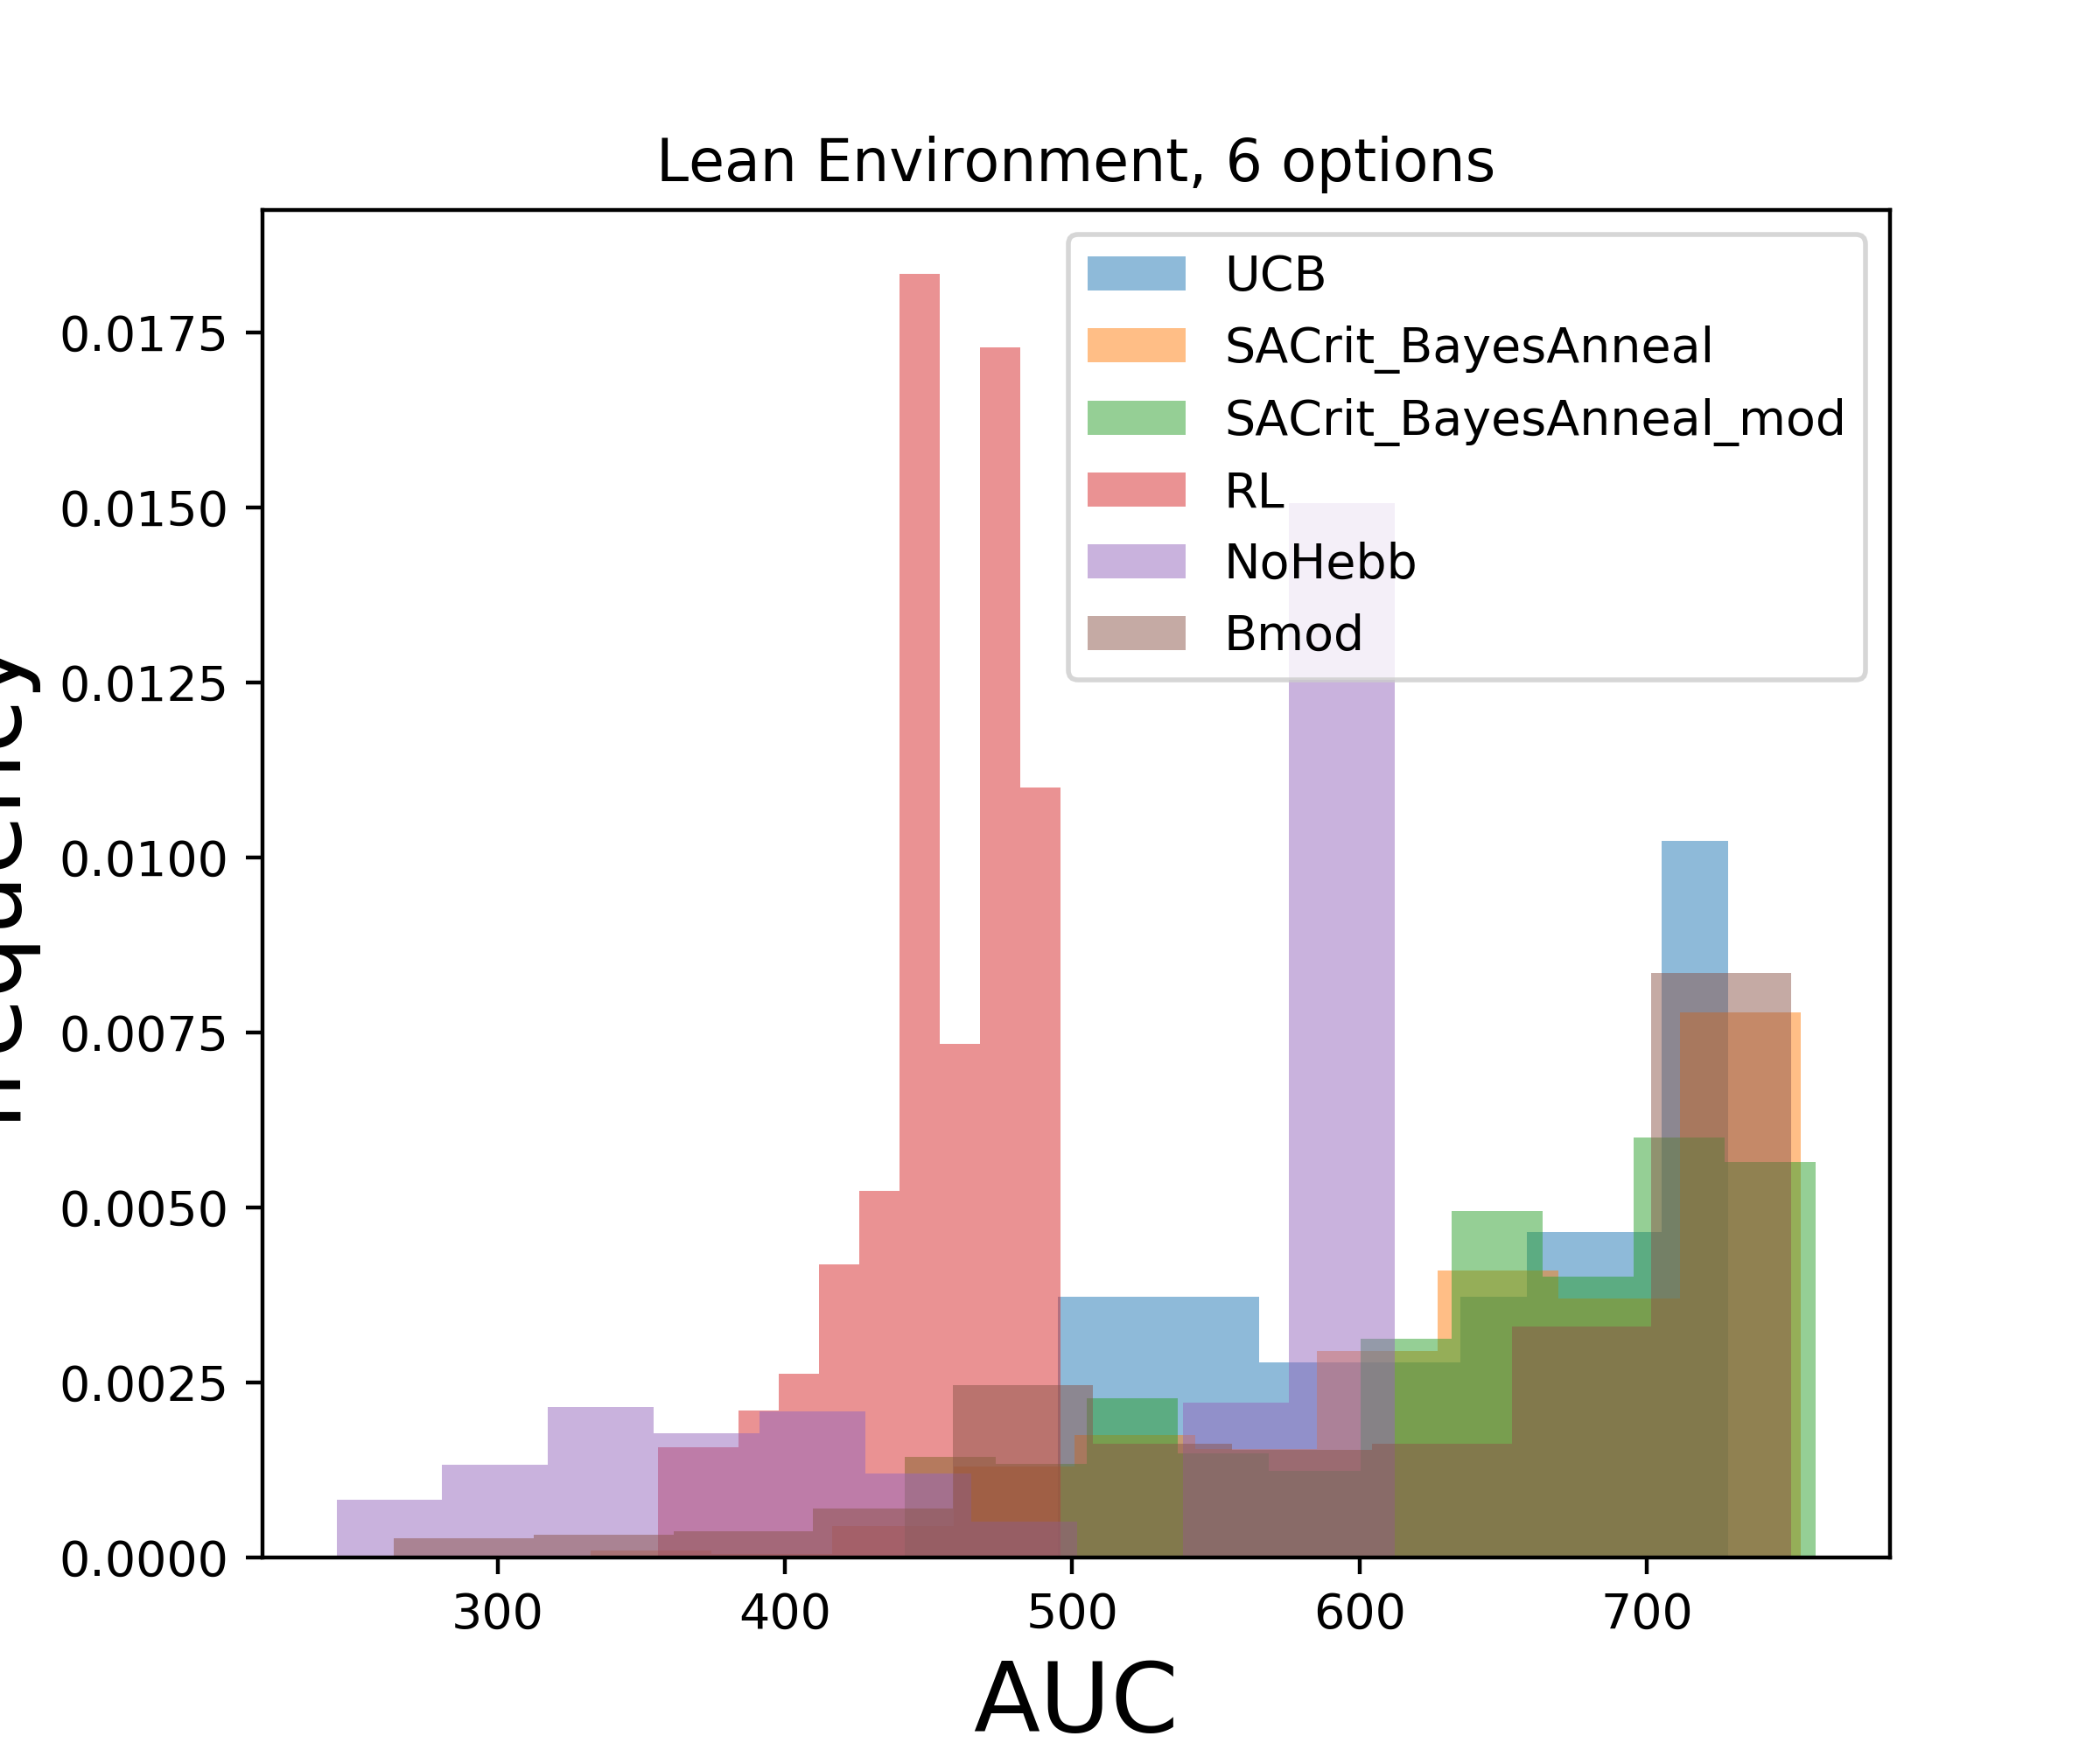 Lean Environment, 6 options
UCB
SACrit_BayesAnneal
SACrit_BayesAnneal_mod
RL
NoHebb
Bmod
0.0175
0.0150
0.0125
0.0100
0.0075
0.0050
0.0025
0.0000
300 400 500 600 700
AUC